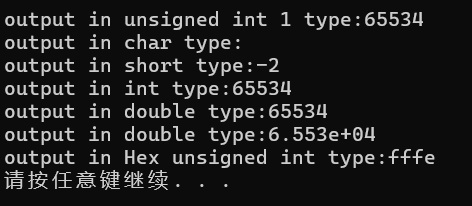 output in unsigned int 1 type:65534
output in char type:
output in short type:-2
output in int type:65534
output in double type:65534
output in double type:6.553e+04
output in Hex unsigned int type:fffe
请按任意键继续. . .